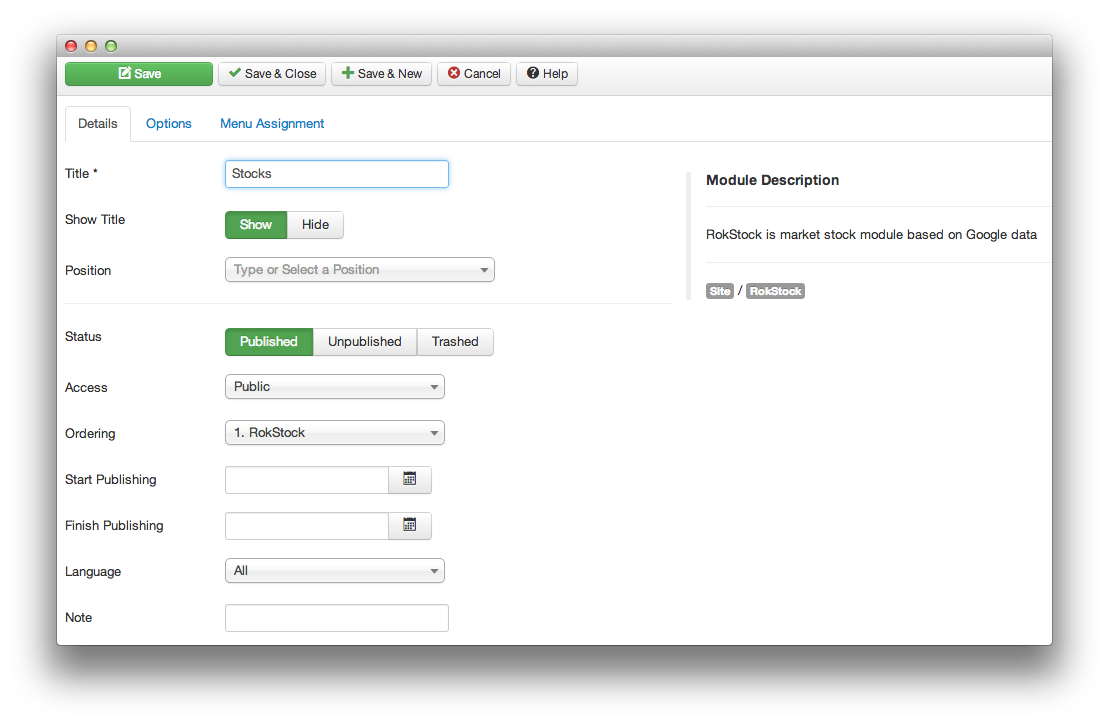 Save Save & Close Save & New Cancel Help
Details Options Menu Assignment
Title * Stocks
Show Title Show Hide
Position Type or Select a Position
Status Published Unpublished Trashed
Access Public
Ordering 1. RokStock
Start Publishing
Finish Publishing
Language All
Note
Module Description
RokStock is market stock module based on Google data
Site / RokStock